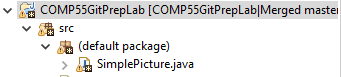 COMP55GitPrepLab [COMP55GitPrepLab|Merged master
src
(default package)
SimplePicture.java